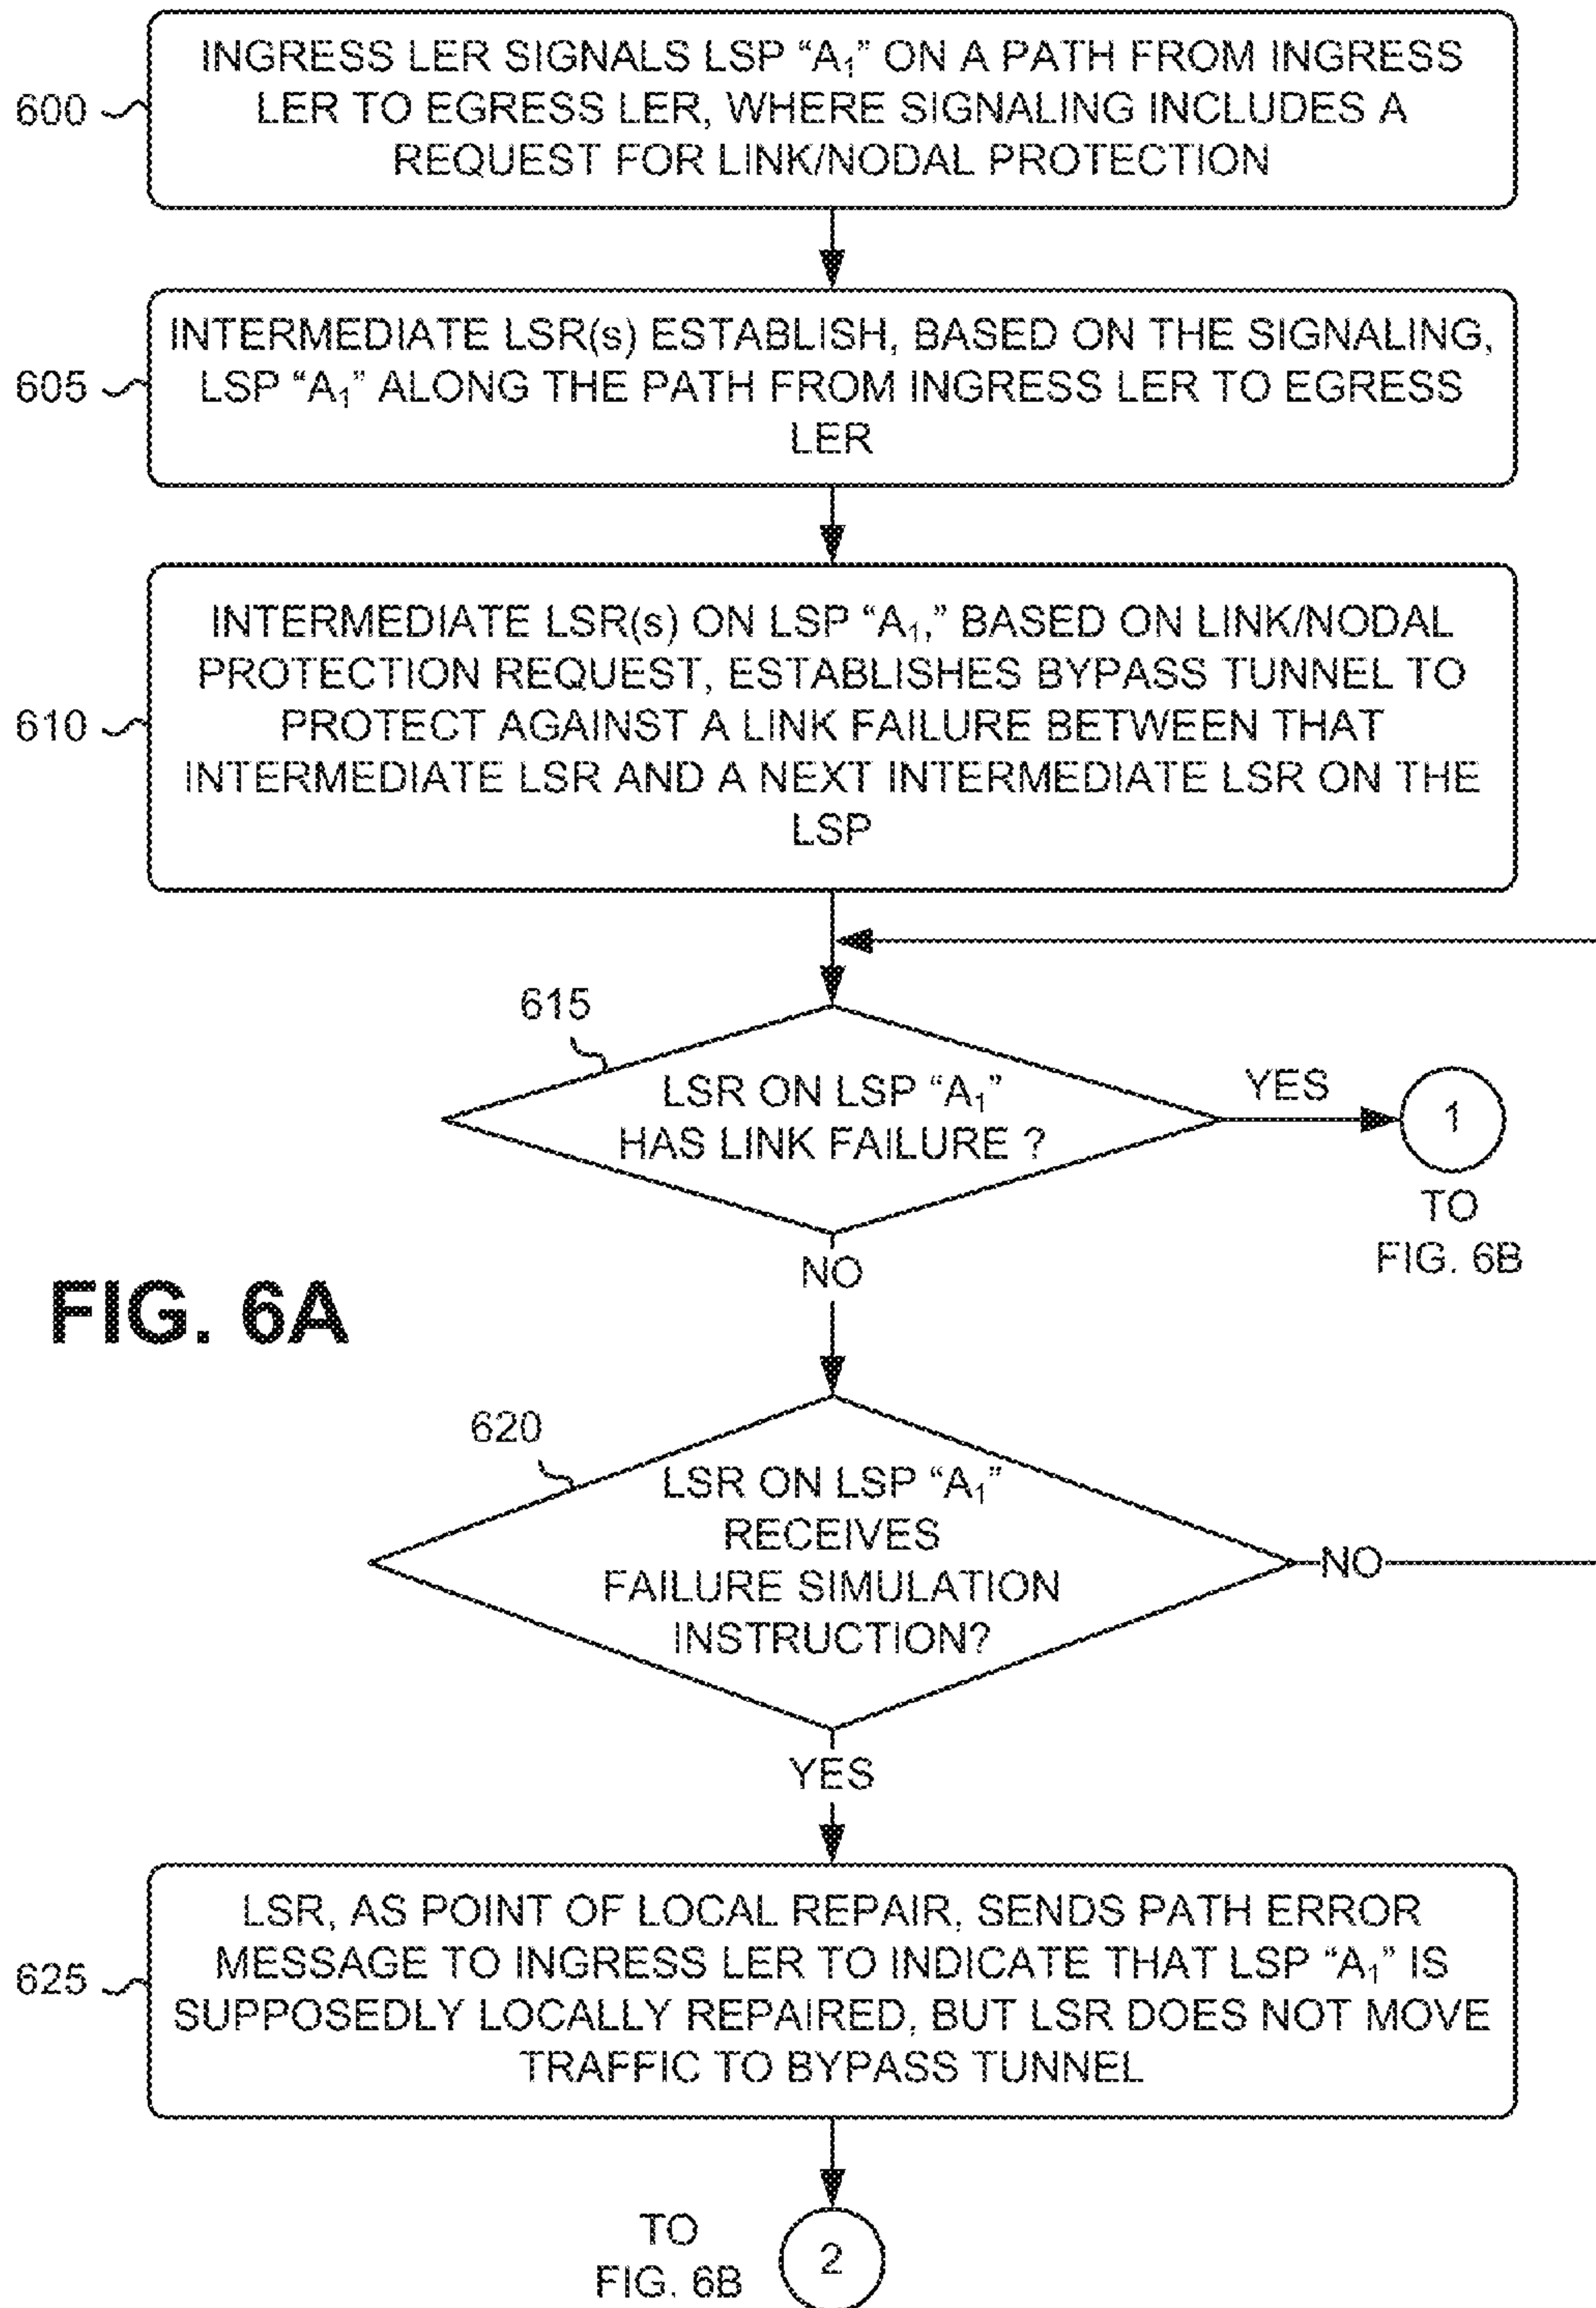 INGRESS LER SIGNALS LSP “A₁” ON A PATH FROM INGRESS
LER TO EGRESS LER, WHERE SIGNALING INCLUDES A
REQUEST FOR LINK/NODAL PROTECTION
600
INTERMEDIATE LSR(s) ESTABLISH, BASED ON THE SIGNALING,
LSP “A₁” ALONG THE PATH FROM INGRESS LER TO EGRESS
LER
605
INTERMEDIATE LSR(s) ON LSP “A₁,” BASED ON LINK/NODAL
PROTECTION REQUEST, ESTABLISHES BYPASS TUNNEL TO
PROTECT AGAINST A LINK FAILURE BETWEEN THAT
INTERMEDIATE LSR AND A NEXT INTERMEDIATE LSR ON THE
LSP
610
615
LSR ON LSP “A₁”
HAS LINK FAILURE ?
YES
1
TO
FIG. 6B
NO
FIG. 6A
620
LSR ON LSP “A₁”
RECEIVES
FAILURE SIMULATION
INSTRUCTION?
NO
YES
LSR, AS POINT OF LOCAL REPAIR, SENDS PATH ERROR
MESSAGE TO INGRESS LER TO INDICATE THAT LSP “A₁” IS
SUPPOSEDLY LOCALLY REPAIRED, BUT LSR DOES NOT MOVE
TRAFFIC TO BYPASS TUNNEL
625
TO
FIG. 6B
2